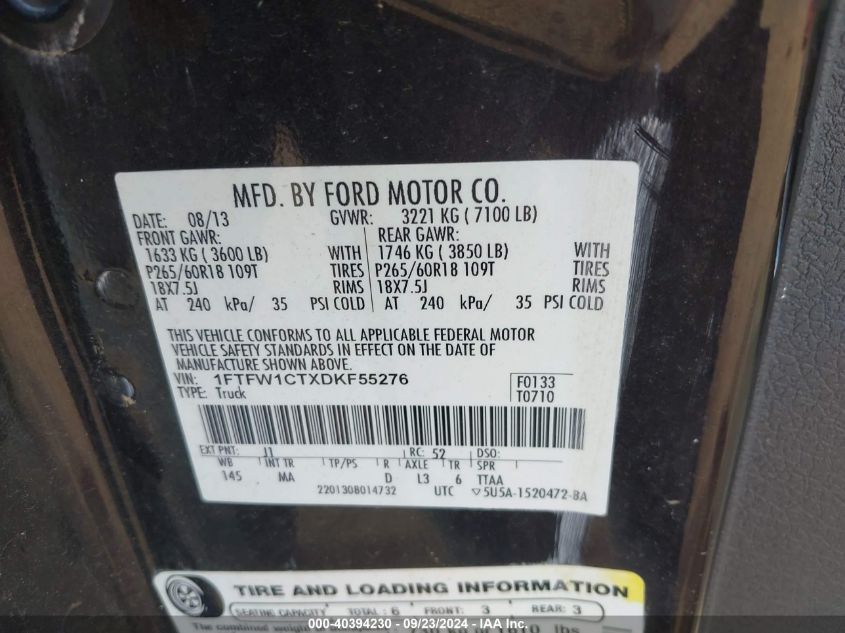 MFD. BY FORD MOTOR CO.
DATE: 08/13 GVWR: 3221 KG ( 7100 LB)
FRONT GAWR: REAR GAWR:
1633 KG ( 3600 LB) WITH 1746 KG ( 3850 LB) WITH
P265/60R18 109T TIRES P265/60R18 109T TIRES
18X7.5J RIMS 18X7.5J RIMS
AT 240 kPa/ 35 PSI COLD AT 240 kPa/ 35 PSI COLD
THIS VEHICLE CONFORMS TO ALL APPLICABLE FEDERAL MOTOR
VEHICLE SAFETY STANDARDS IN EFFECT ON THE DATE OF
MANUFACTURE SHOWN ABOVE.
VIN: 1FTFW1CTXDKF55276 F0133
TYPE: Truck T0710
EXT PNT: J1 RC: 52 DSO:
WB INT TR TP/PS R AXLE TR SPR
145 MA D L3 6 TTAA
2201308014732 UTC ▽5U5A-1520472-BA
TIRE AND LOADING INFORMATION
SEATING CAPACITY TOTAL: 6 FRONT: 3 REAR: 3
The combined weight of
000-40394230 - 09/23/2024 - IAA Inc.